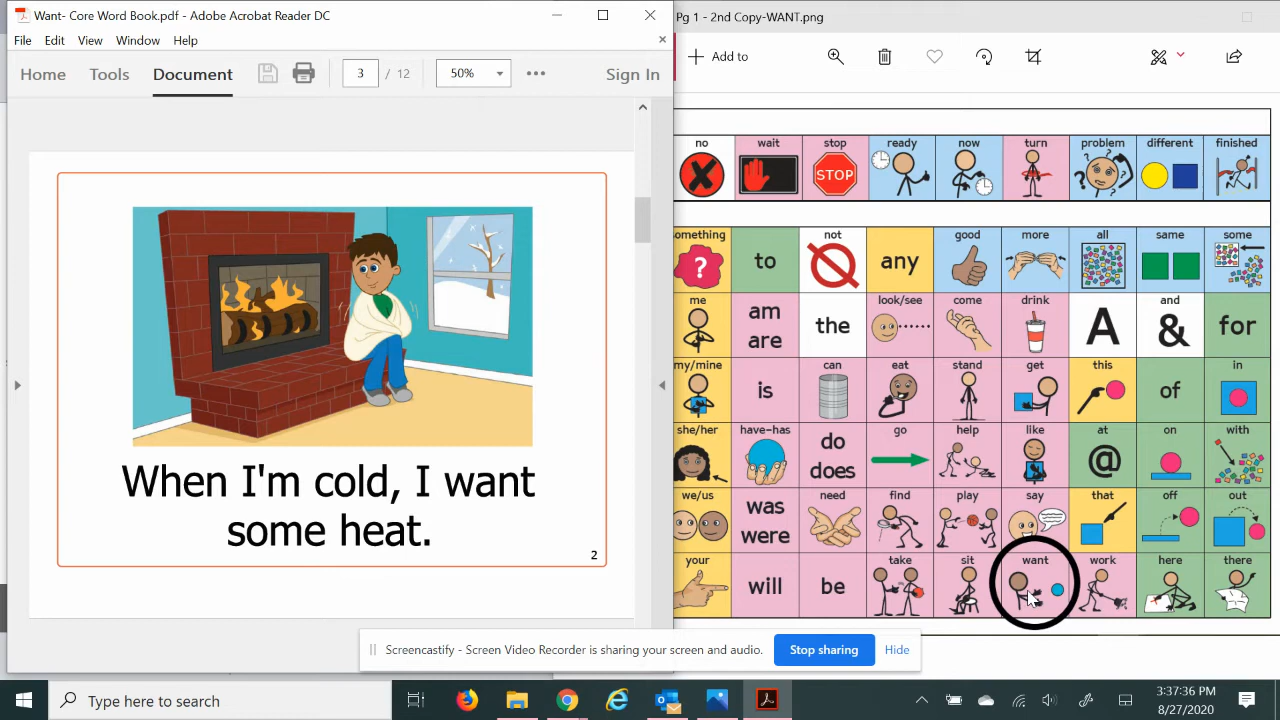 Want- Core Word Book.pdf - Adobe Acrobat Reader DC
File Edit View Window Help
Home Tools Document 3 / 12 50% Sign In
When I'm cold, I want
some heat.
2
Pg 1 - 2nd Copy-WANT.png
Add to
no wait stop ready now turn problem different finished
STOP
something to not any good more all same some
?
me am are the look/see come drink A and & for
my/mine is can eat stand get this of in
she/her have-has do does go help like at @ on with
we/us was were need find play say that off out
your will be take sit want work here there
Screencastify - Screen Video Recorder is sharing your screen and audio. Stop sharing Hide
Type here to search
3:37:36 PM
8/27/2020